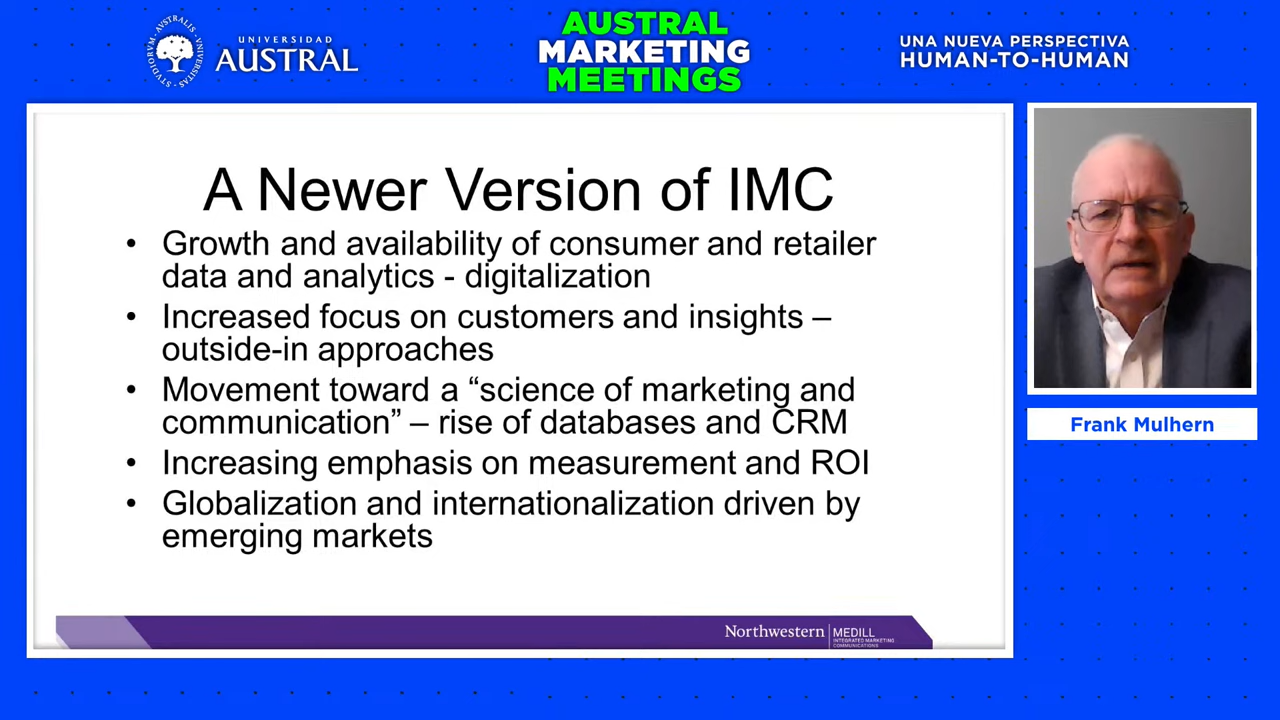 UNIVERSIDAD
AUSTRAL
AUSTRAL
MARKETING
MEETINGS
UNA NUEVA PERSPECTIVA
HUMAN-TO-HUMAN
A Newer Version of IMC
• Growth and availability of consumer and retailer
data and analytics - digitalization
• Increased focus on customers and insights –
outside-in approaches
• Movement toward a “science of marketing and
communication” – rise of databases and CRM
• Increasing emphasis on measurement and ROI
• Globalization and internationalization driven by
emerging markets
Northwestern
MEDILL
INTEGRATED MARKETING
COMMUNICATIONS
Frank Mulhern